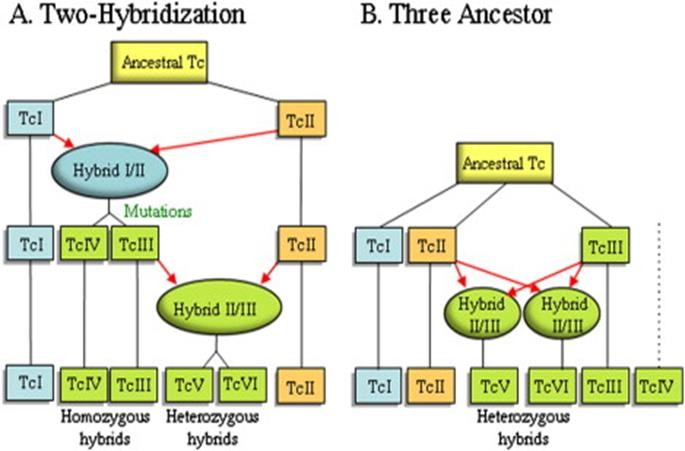 A. Two-Hybridization
Ancestral Tc
TcI
TcII
Hybrid I/II
Mutations
TcI
TcIV
TcIII
TcII
Hybrid II/III
TcI
TcIV
TcIII
TcV
TcVI
TcII
Homozygous
hybrids
Heterozygous
hybrids
B. Three Ancestor
Ancestral Tc
TcI
TcII
TcIII
Hybrid
II/III
Hybrid
II/III
TcI
TcII
TcV
TcVI
TcIII
TcIV
Heterozygous
hybrids